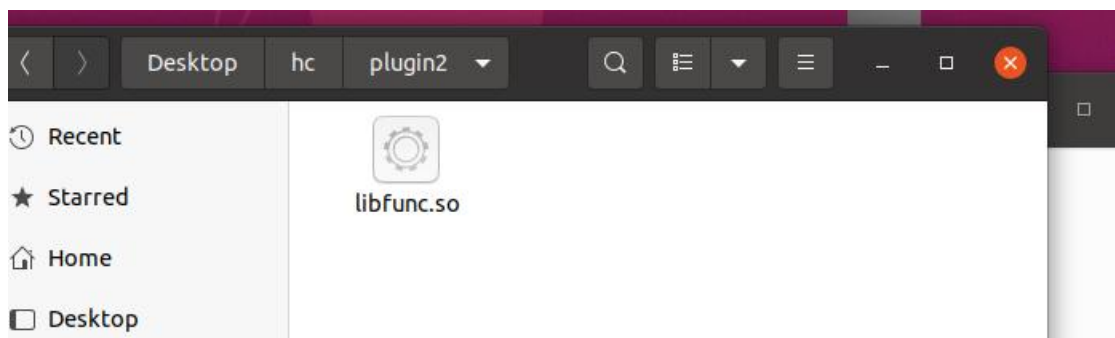 Desktop hc plugin2
Recent
libfunc.so
Starred
Home
Desktop